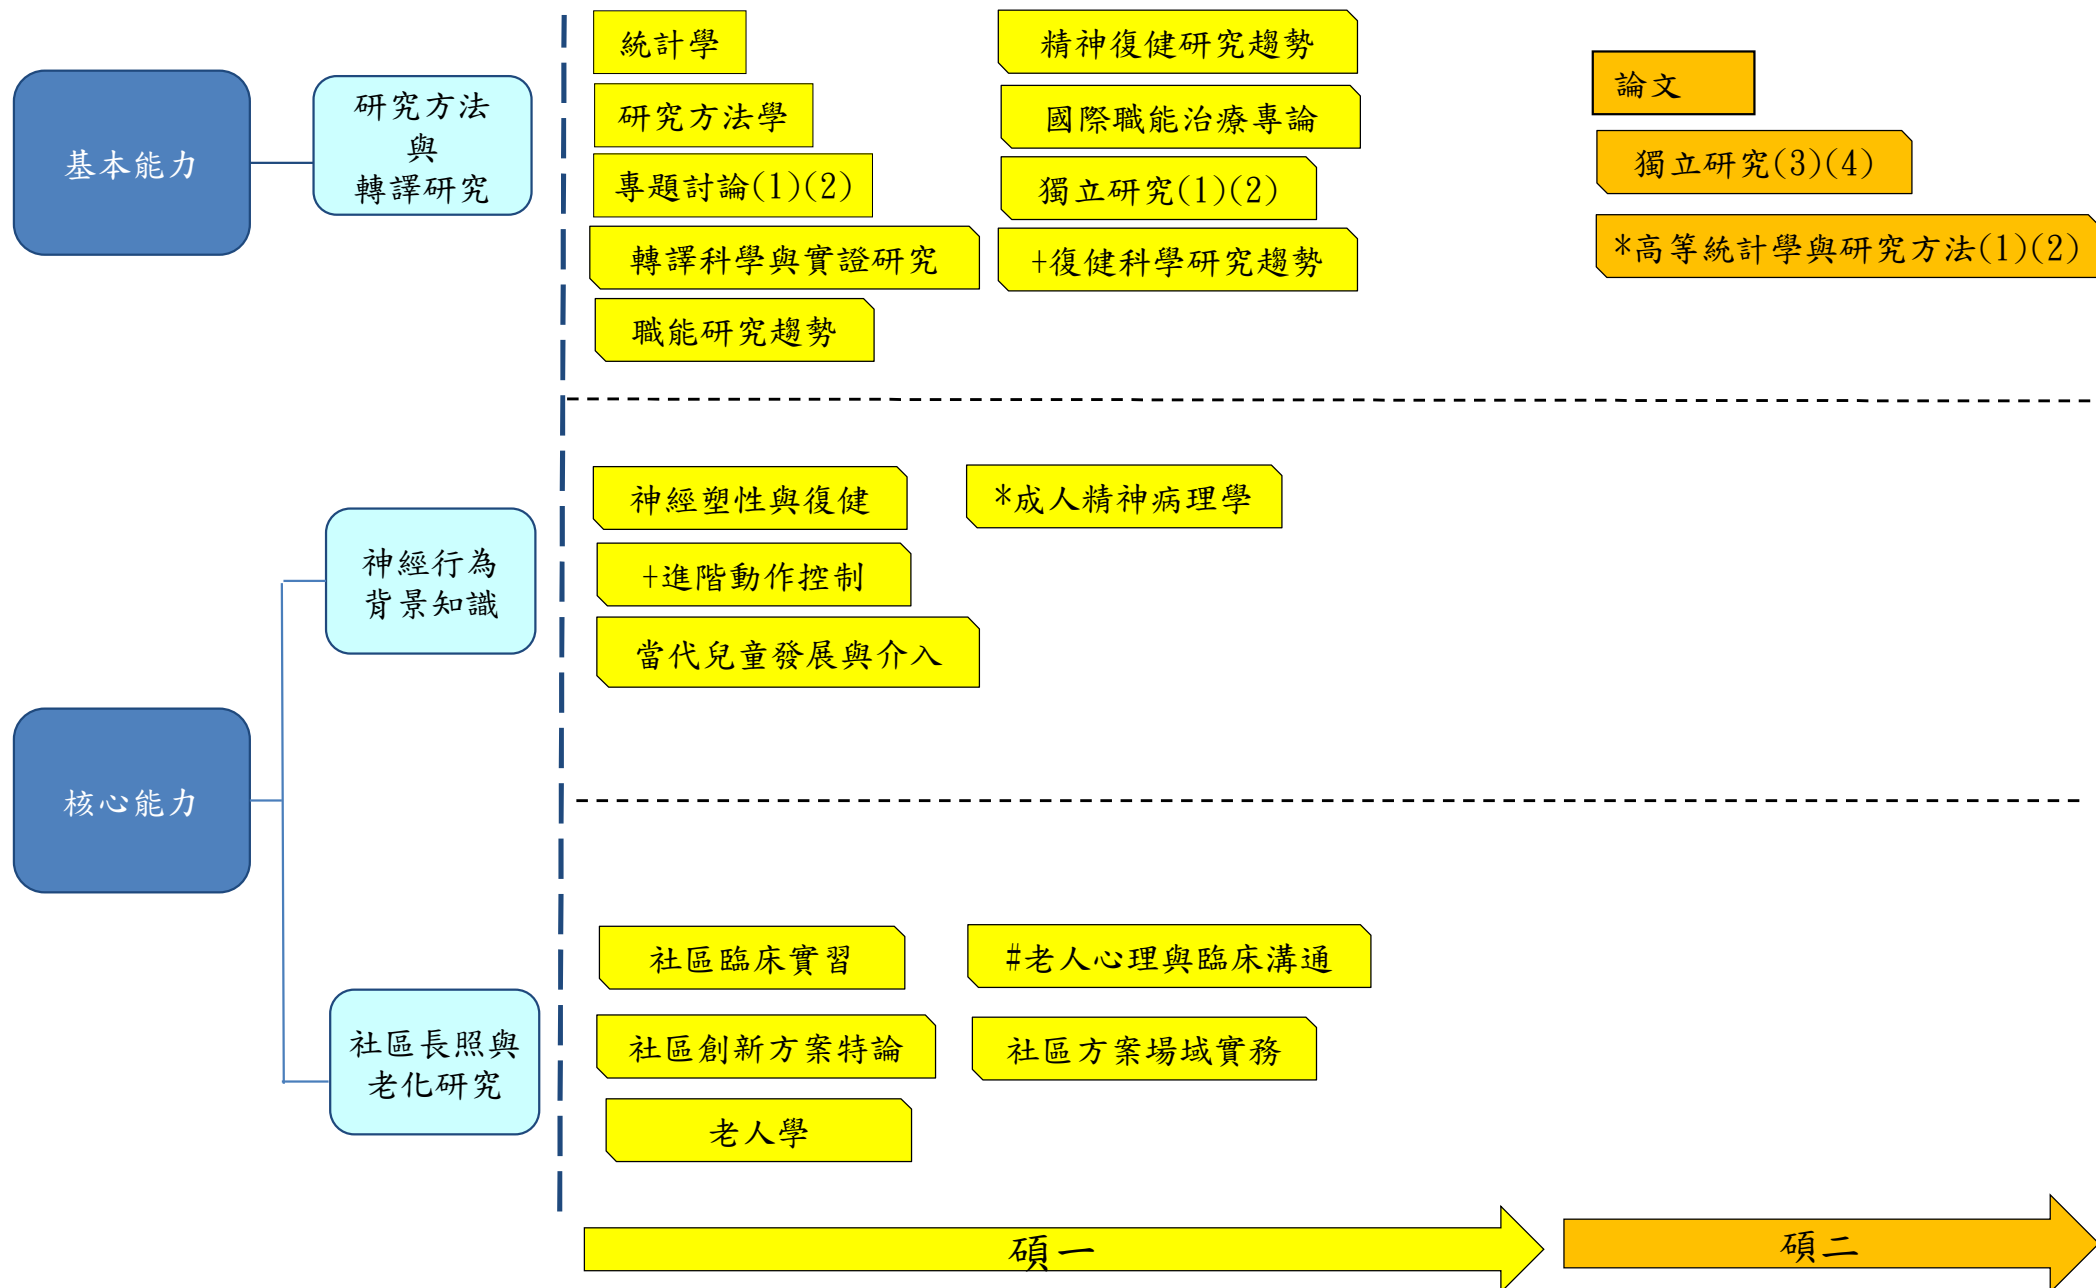 基本能力
研究方法
與
轉譯研究
統計學
研究方法學
專題討論(1)(2)
轉譯科學與實證研究
職能研究趨勢
精神復健研究趨勢
國際職能治療專論
獨立研究(1)(2)
+復健科學研究趨勢
論文
獨立研究(3)(4)
*高等統計學與研究方法(1)(2)
核心能力
神經行為
背景知識
神經塑性與復健
+進階動作控制
當代兒童發展與介入
*成人精神病理學
社區長照與
老化研究
社區臨床實習
社區創新方案特論
老人學
#老人心理與臨床溝通
社區方案場域實務
碩一
碩二